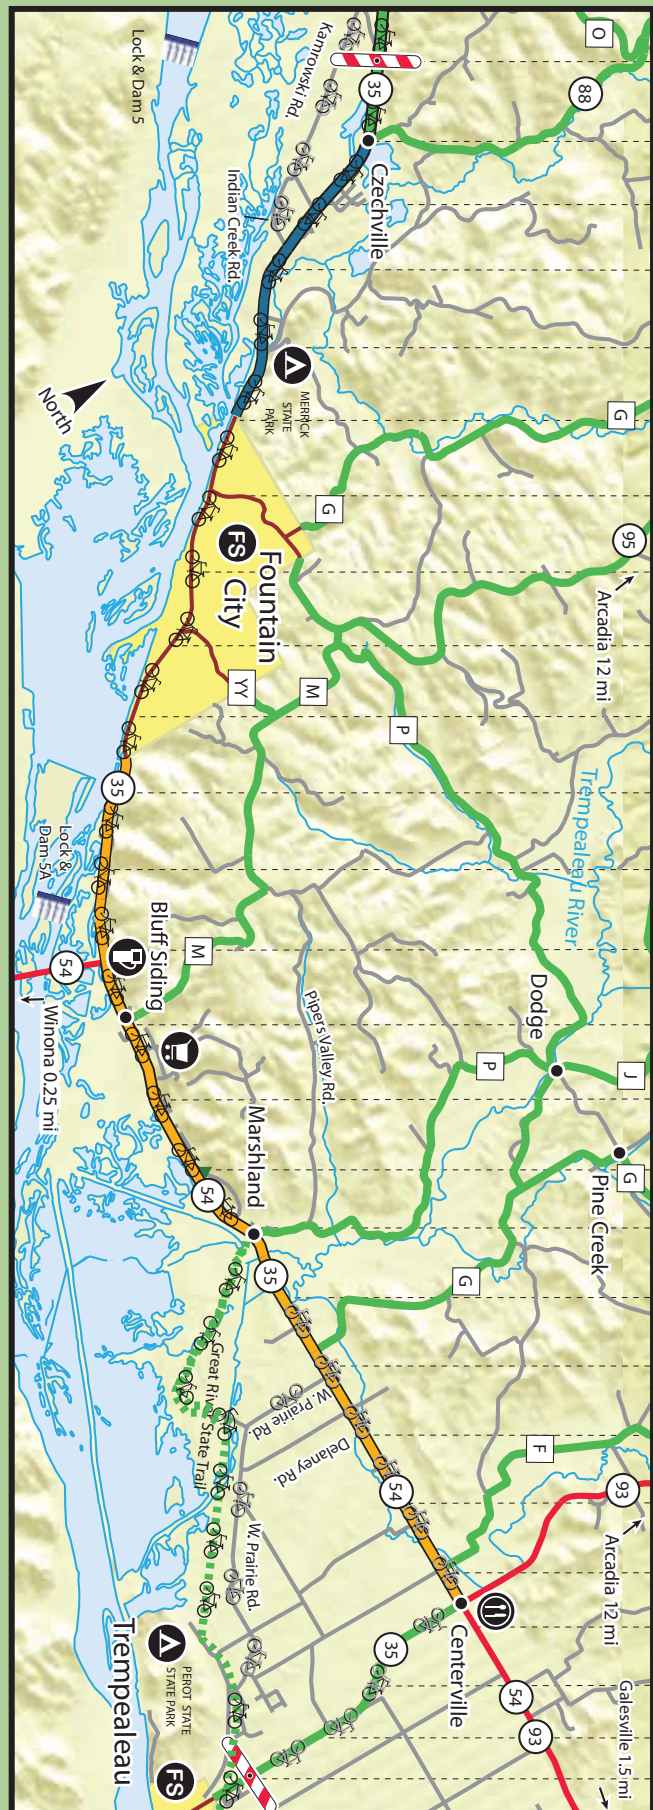 Lock & Dam 5
Kamrowski Rd.
35
88
O
Czechville
Indian Creek Rd.
North
MERRICK
STATE
PARK
G
G
95
Arcadia 12 mi
FS
Fountain
City
YY
M
P
35
Trempealeau River
Lock &
Dam 5A
54
Winona 0.25 mi
Bluff Siding
M
Pipers Valley Rd.
Dodge
P
J
Pine Creek
G
Marshland
54
35
G
Great River State Trail
W. Prairie Rd.
Delaney Rd.
F
93
Arcadia 12 mi
54
W. Prairie Rd.
Centerville
35
54
93
Galesville 1.5 mi
Trempealeau
PEROT STATE
STATE PARK
FS